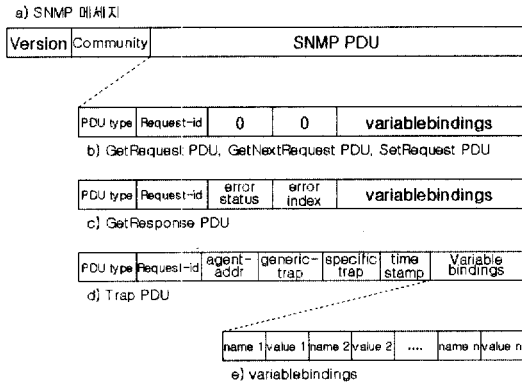 a) SNMP 메세지
Version Community SNMP PDU
PDU type Request-id 0 0 variablebindings
b) GetRequest PDU, GetNextRequest PDU, SetRequest PDU
PDU type Request-id error status error index variablebindings
c) GetResponse PDU
PDU type Request-id agent-addr generic-trap specific trap time stamp Variable bindings
d) Trap PDU
name 1 value 1 name 2 value 2 .... name n value n
e) variablebindings